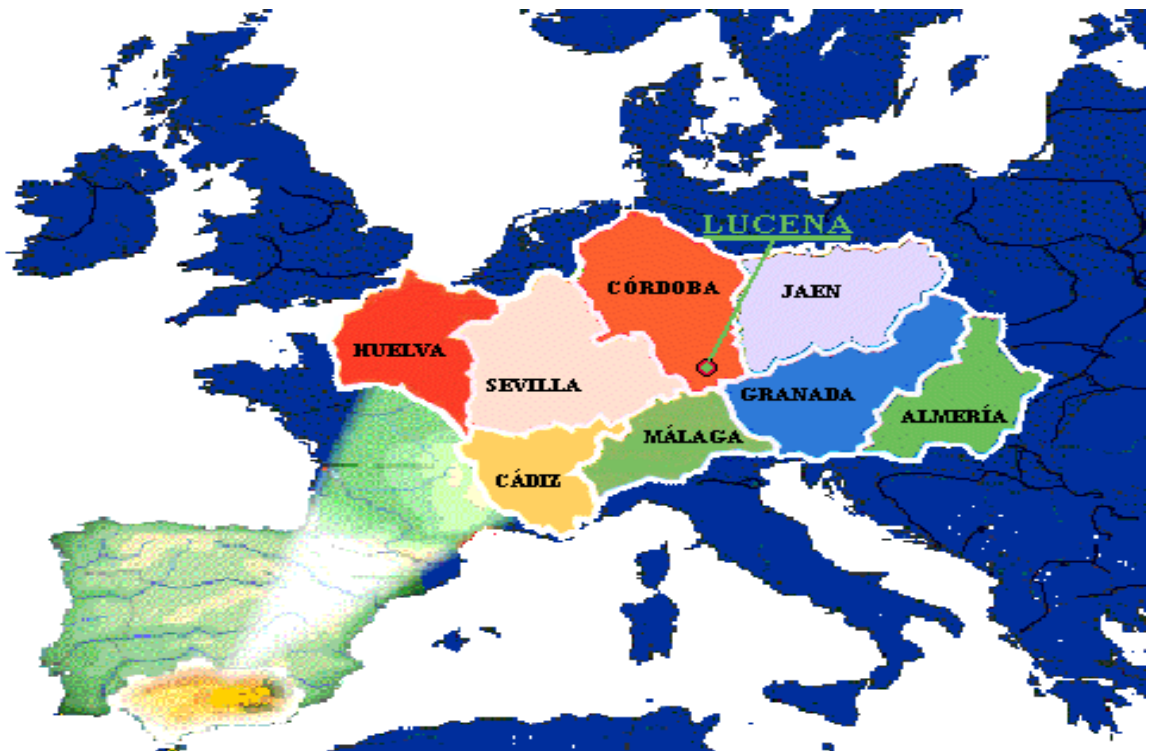 LUCENA
CÓRDOBA
JAEN
HUELVA
SEVILLA
GRANADA
ALMERÍA
MÁLAGA
CÁDIZ